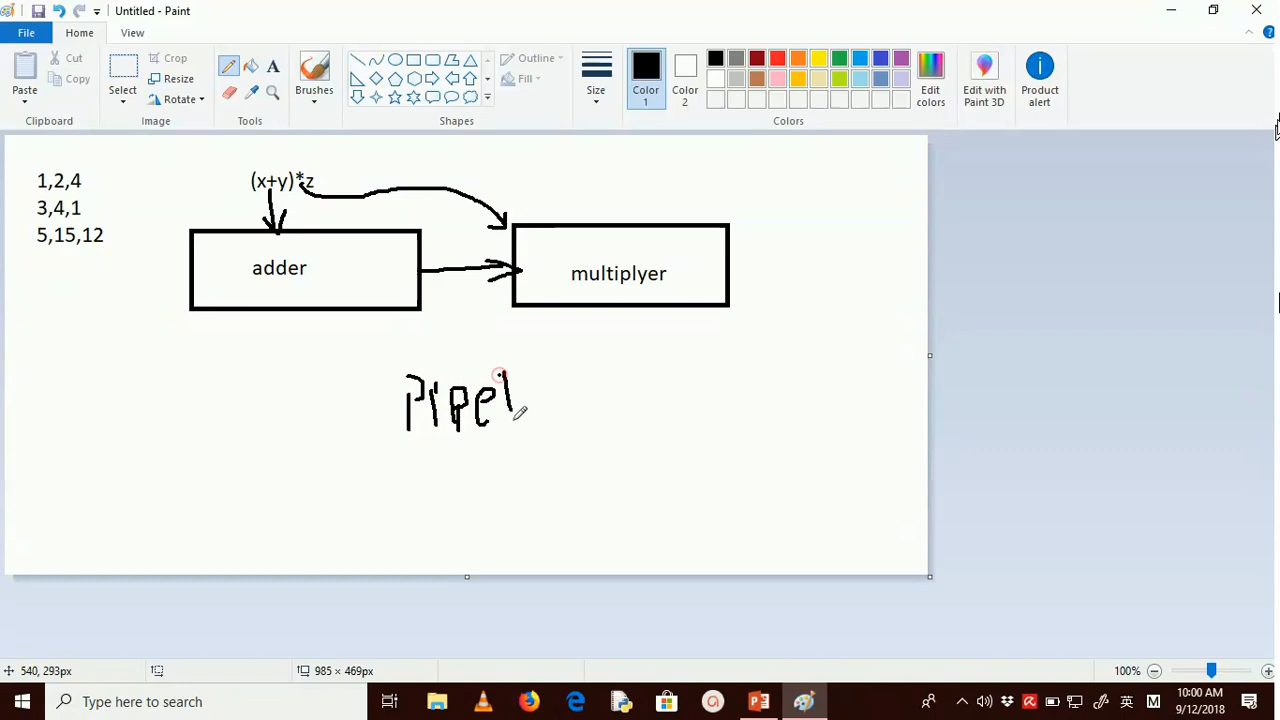 Untitled - Paint
File
Home
View
Paste
Cut
Copy
Clipboard
Select
Crop
Resize
Rotate
Image
Tools
Brushes
Shapes
Outline
Fill
Size
Color 1
Color 2
Colors
Edit colors
Edit with Paint 3D
Product alert
1,2,4
3,4,1
5,15,12
(x+y)*z
adder
multiplyer
Pipel
540, 293px
985 × 469px
100%
Type here to search
英
M
10:00 AM
9/12/2018